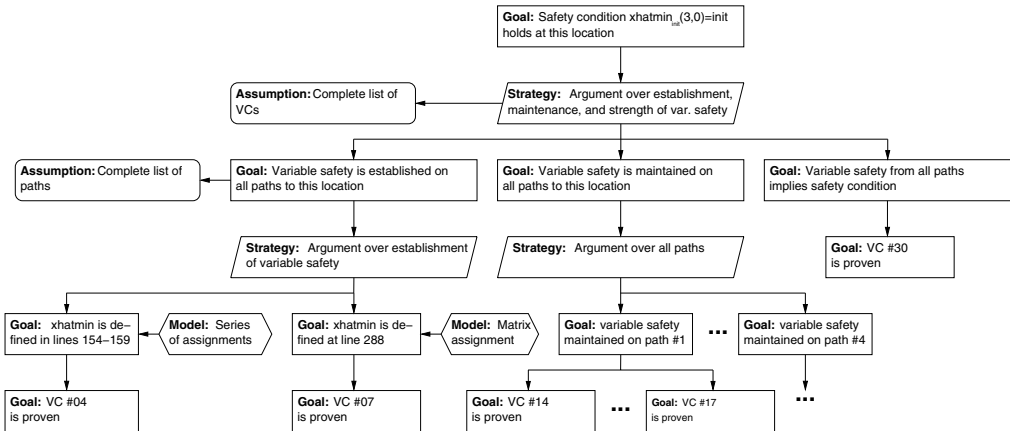 Goal: Safety condition xhatmin_init(3,0)=init
holds at this location
Assumption: Complete list of
VCs
Strategy: Argument over establishment,
maintenance, and strength of var. safety
Assumption: Complete list of
paths
Goal: Variable safety is established on
all paths to this location
Goal: Variable safety is maintained on
all paths to this location
Goal: Variable safety from all paths
implies safety condition
Strategy: Argument over establishment
of variable safety
Strategy: Argument over all paths
Goal: VC #30
is proven
Goal: xhatmin is de–
fined in lines 154–159
Model: Series
of assignments
Goal: xhatmin is de–
fined at line 288
Model: Matrix
assignment
Goal: variable safety
maintained on path #1
...
Goal: variable safety
maintained on path #4
Goal: VC #04
is proven
Goal: VC #07
is proven
Goal: VC #14
is proven
...
Goal: VC #17
is proven
...